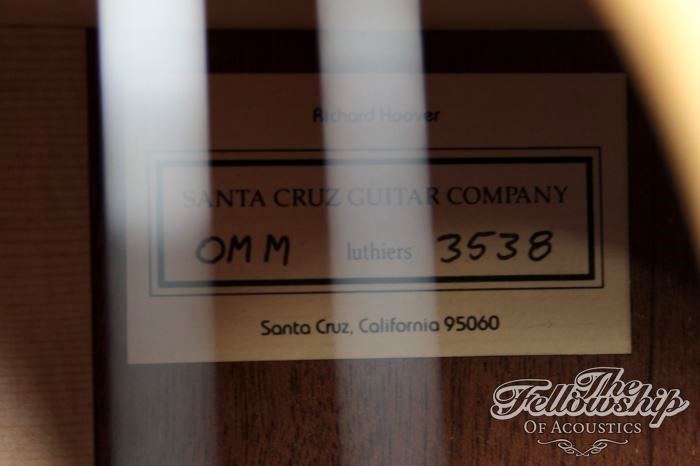 Richard Hoover
SANTA CRUZ GUITAR COMPANY
OMM luthiers 3538
Santa Cruz, California 95060
The
Fellowship
OF ACOUSTICS